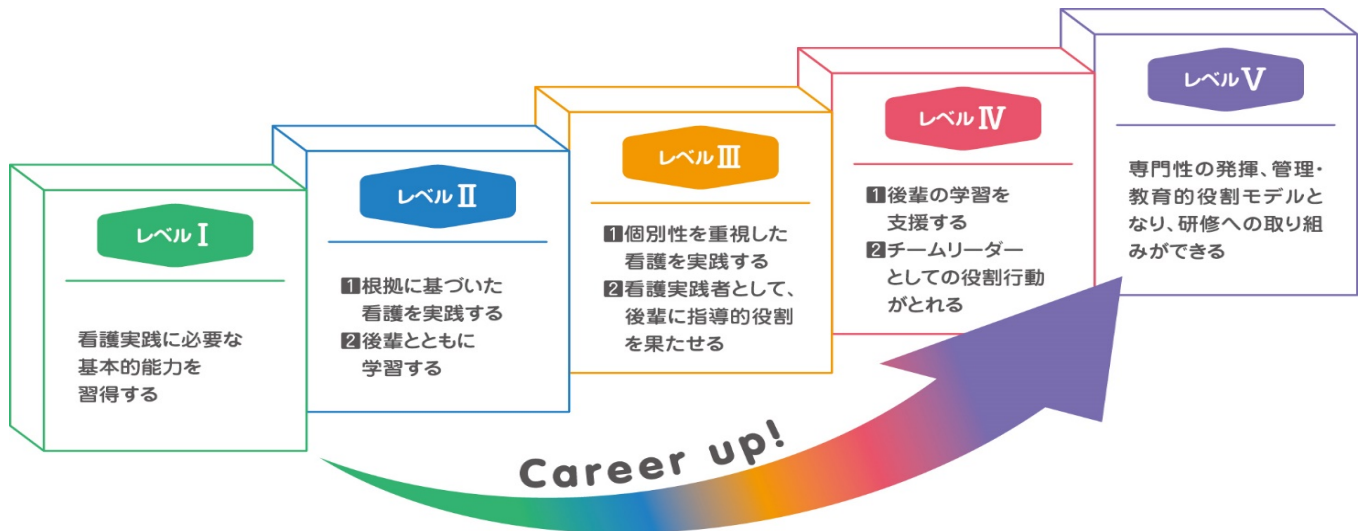 レベルⅠ
看護実践に必要な
基本的能力を
習得する
レベルⅡ
1根拠に基づいた
看護を実践する
2後輩とともに
学習する
レベルⅢ
1個別性を重視した
看護を実践する
2看護実践者として、
後輩に指導的役割
を果たせる
レベルⅣ
1後輩の学習を
支援する
2チームリーダー
としての役割行動
がとれる
レベルⅤ
専門性の発揮、管理・
教育的役割モデルと
なり、研修への取り組
みができる
Career up!